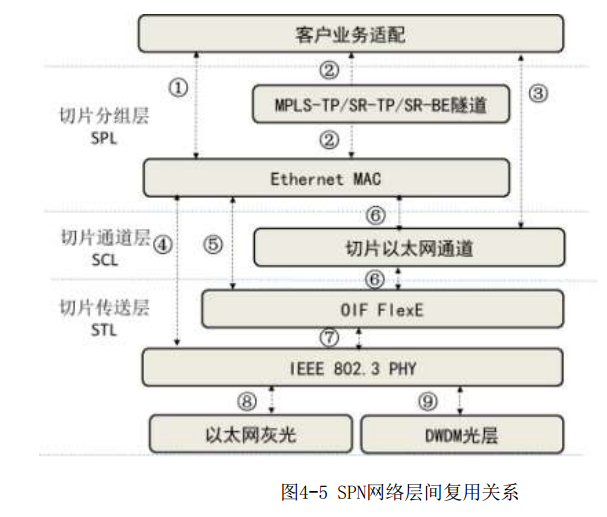 客户业务适配
①
②
③
切片分组层
SPL
MPLS-TP/SR-TP/SR-BE隧道
②
Ethernet MAC
⑥
切片通道层
SCL
④
⑤
切片以太网通道
⑥
切片传送层
STL
OIF FlexE
⑦
IEEE 802.3 PHY
⑧
⑨
以太网灰光
DWDM光层
图4-5 SPN网络层间复用关系